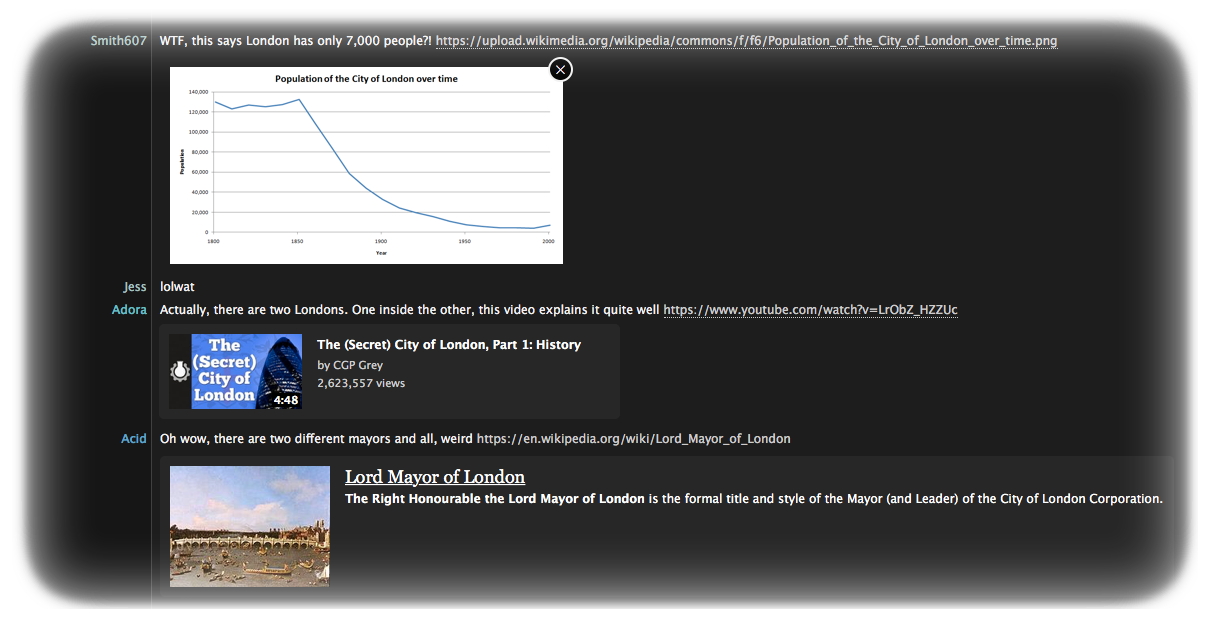 Smith607 WTF, this says London has only 7,000 people?! https://upload.wikimedia.org/wikipedia/commons/f/f6/Population_of_the_City_of_London_over_time.png
Population of the City of London over time
140,000
120,000
100,000
80,000
60,000
40,000
20,000
0
Population
1800 1850 1900 1950 2000
Year
Jess lolwat
Adora Actually, there are two Londons. One inside the other, this video explains it quite well https://www.youtube.com/watch?v=LrObZ_HZZUc
The
(Secret)
City of
London
4:48
The (Secret) City of London, Part 1: History
by CGP Grey
2,623,557 views
Acid Oh wow, there are two different mayors and all, weird https://en.wikipedia.org/wiki/Lord_Mayor_of_London
Lord Mayor of London
The Right Honourable the Lord Mayor of London is the formal title and style of the Mayor (and Leader) of the City of London Corporation.